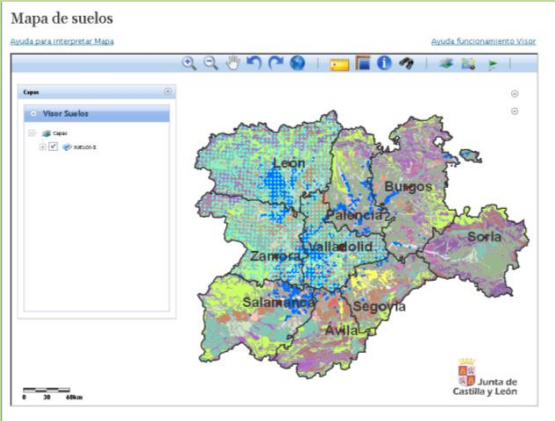 Mapa de suelos
Ayuda para interpretar Mapa
Ayuda funcionamiento Visor
Capas
Visor Suelos
Capas
León
Burgos
Palencia
Soria
Valladolid
Zamora
Salamanca
Segovia
Ávila
Junta de
Castilla y León
0 30 60km